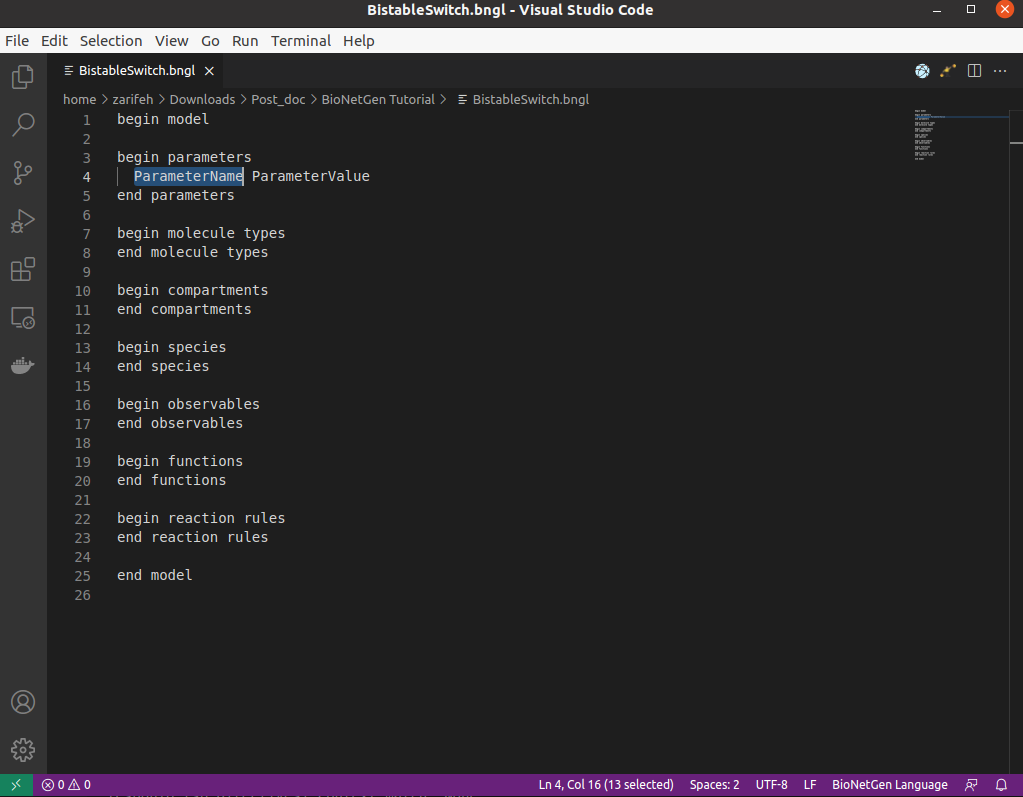 BistableSwitch.bngl - Visual Studio Code
File Edit Selection View Go Run Terminal Help
BistableSwitch.bngl
home > zarifeh > Downloads > Post_doc > BioNetGen Tutorial > BistableSwitch.bngl
1 begin model
2
3 begin parameters
4 ParameterName ParameterValue
5 end parameters
6
7 begin molecule types
8 end molecule types
9
10 begin compartments
11 end compartments
12
13 begin species
14 end species
15
16 begin observables
17 end observables
18
19 begin functions
20 end functions
21
22 begin reaction rules
23 end reaction rules
24
25 end model
26
0 0 Ln 4, Col 16 (13 selected) Spaces: 2 UTF-8 LF BioNetGen Language